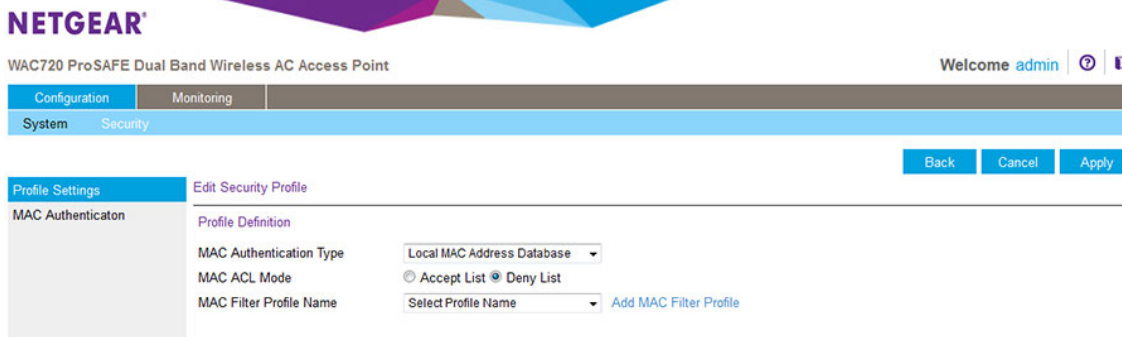 NETGEAR®
WAC720 ProSAFE Dual Band Wireless AC Access Point
Welcome admin
Configuration Monitoring
System Security
Back Cancel Apply
Profile Settings
Edit Security Profile
MAC Authenticaton
Profile Definition
MAC Authentication Type Local MAC Address Database
MAC ACL Mode Accept List Deny List
MAC Filter Profile Name Select Profile Name Add MAC Filter Profile